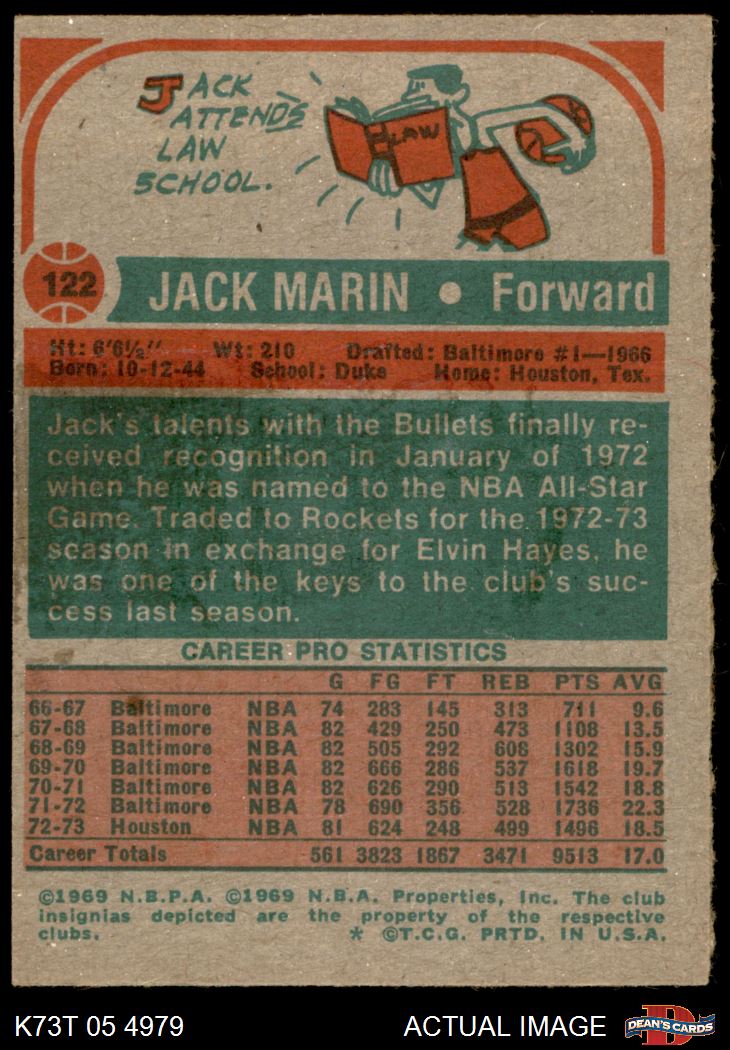 JACK
ATTENDS
LAW
SCHOOL.
LAW
122
JACK MARIN • Forward
Ht: 6'6½" Wt: 210 Drafted: Baltimore #1—1966
Born: 10-12-44 School: Duke Home: Houston, Tex.
Jack's talents with the Bullets finally re-
ceived recognition in January of 1972
when he was named to the NBA All-Star
Game. Traded to Rockets for the 1972-73
season in exchange for Elvin Hayes, he
was one of the keys to the club's suc-
cess last season.
CAREER PRO STATISTICS
G FG FT REB PTS AVG
66-67 Baltimore NBA 74 283 145 313 711 9.6
67-68 Baltimore NBA 82 429 250 473 1108 13.5
68-69 Baltimore NBA 82 505 292 608 1302 15.9
69-70 Baltimore NBA 82 666 286 537 1618 19.7
70-71 Baltimore NBA 82 626 290 513 1542 18.8
71-72 Baltimore NBA 78 690 356 528 1736 22.3
72-73 Houston NBA 81 624 248 499 1496 18.5
Career Totals 561 3823 1867 3471 9513 17.0
©1969 N.B.P.A. ©1969 N.B.A. Properties, Inc. The club
insignias depicted are the property of the respective
clubs. * ©T.C.G. PRTD. IN U.S.A.
K73T 05 4979 ACTUAL IMAGE
D
DEAN'S CARDS